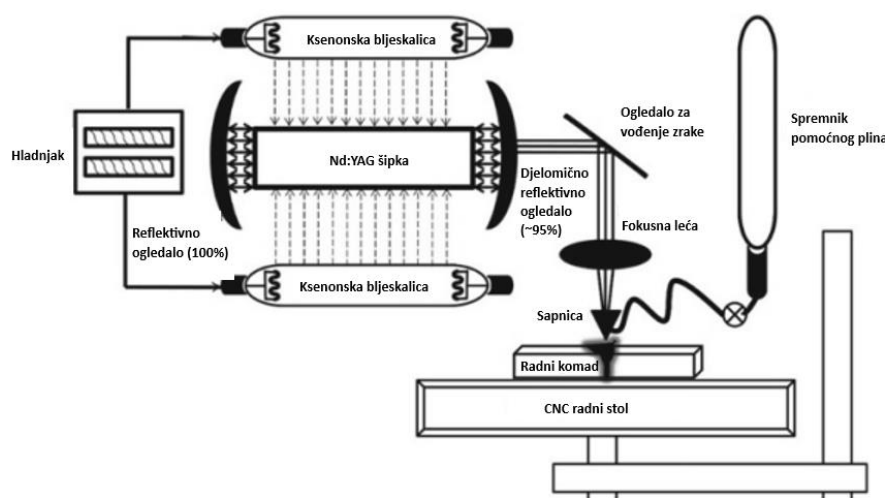 Ksenonska bljeskalica
Ogledalo za
vođenje zrake
Spremnik
pomoćnog plina
Hladnjak
Nd:YAG šipka
Djelomično
reflektivno
ogledalo
(~95%)
Fokusna leća
Reflektivno
ogledalo (100%)
Ksenonska bljeskalica
Sapnica
Radni komad
CNC radni stol